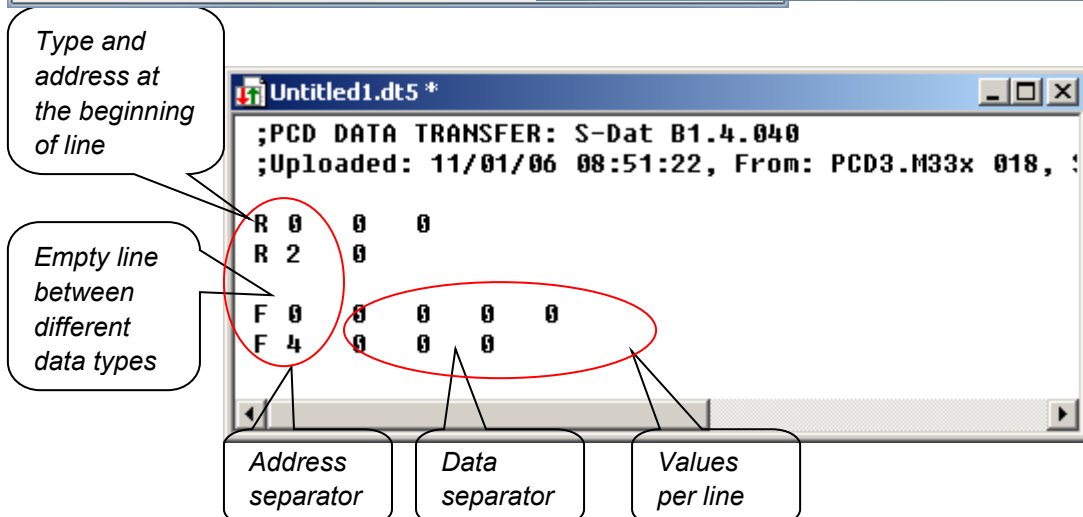 Type and
address at
the beginning
of line
Untitled1.dt5 *
;PCD DATA TRANSFER: S-Dat B1.4.040
;Uploaded: 11/01/06 08:51:22, From: PCD3.M33x 018,
R 0 0 0
R 2 0
Empty line
between
different
data types
F 0 0 0 0 0
F 4 0 0 0
Address
separator
Data
separator
Values
per line